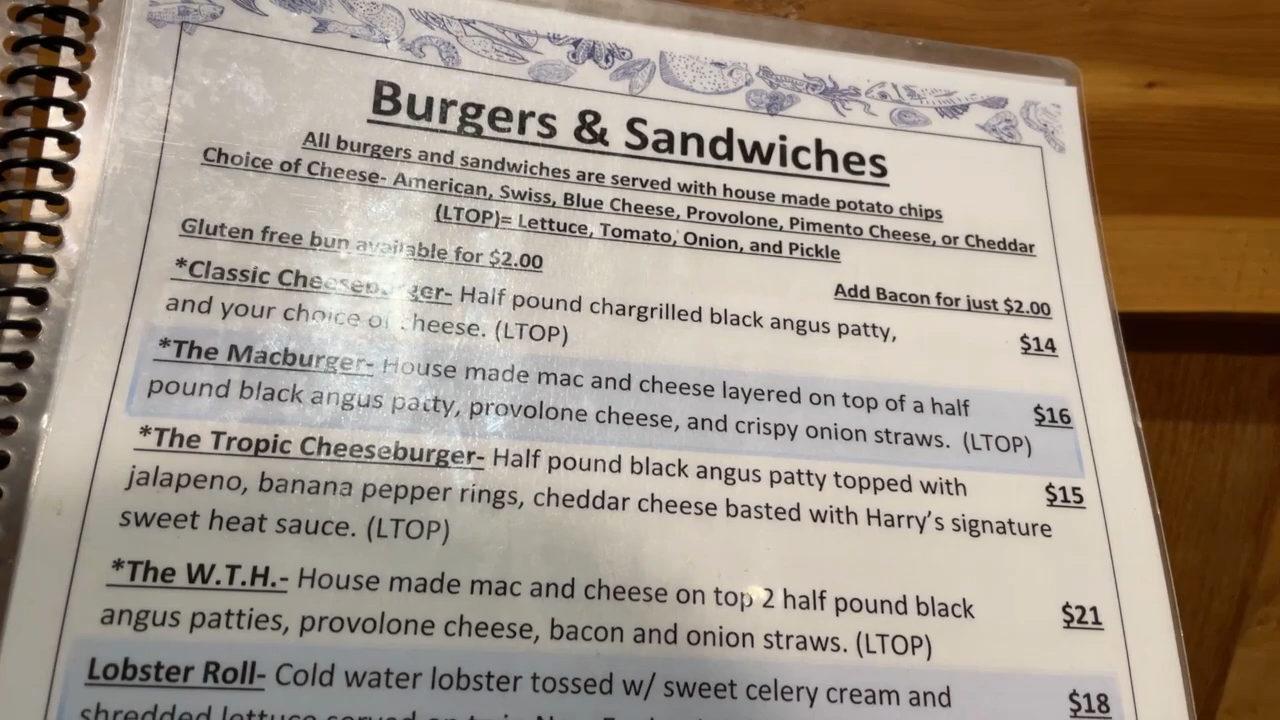 Burgers & Sandwiches
All burgers and sandwiches are served with house made potato chips
Choice of Cheese- American, Swiss, Blue Cheese, Provolone, Pimento Cheese, or Cheddar
(LTOP)= Lettuce, Tomato, Onion, and Pickle
Gluten free bun available for $2.00
Add Bacon for just $2.00
*Classic Cheeseburger- Half pound chargrilled black angus patty,
and your choice of cheese. (LTOP) $14
*The Macburger- House made mac and cheese layered on top of a half $16
pound black angus patty, provolone cheese, and crispy onion straws. (LTOP)
*The Tropic Cheeseburger- Half pound black angus patty topped with $15
jalapeno, banana pepper rings, cheddar cheese basted with Harry's signature
sweet heat sauce. (LTOP)
*The W.T.H.- House made mac and cheese on top 2 half pound black $21
angus patties, provolone cheese, bacon and onion straws. (LTOP)
Lobster Roll- Cold water lobster tossed w/ sweet celery cream and $18
shredded lettuce served